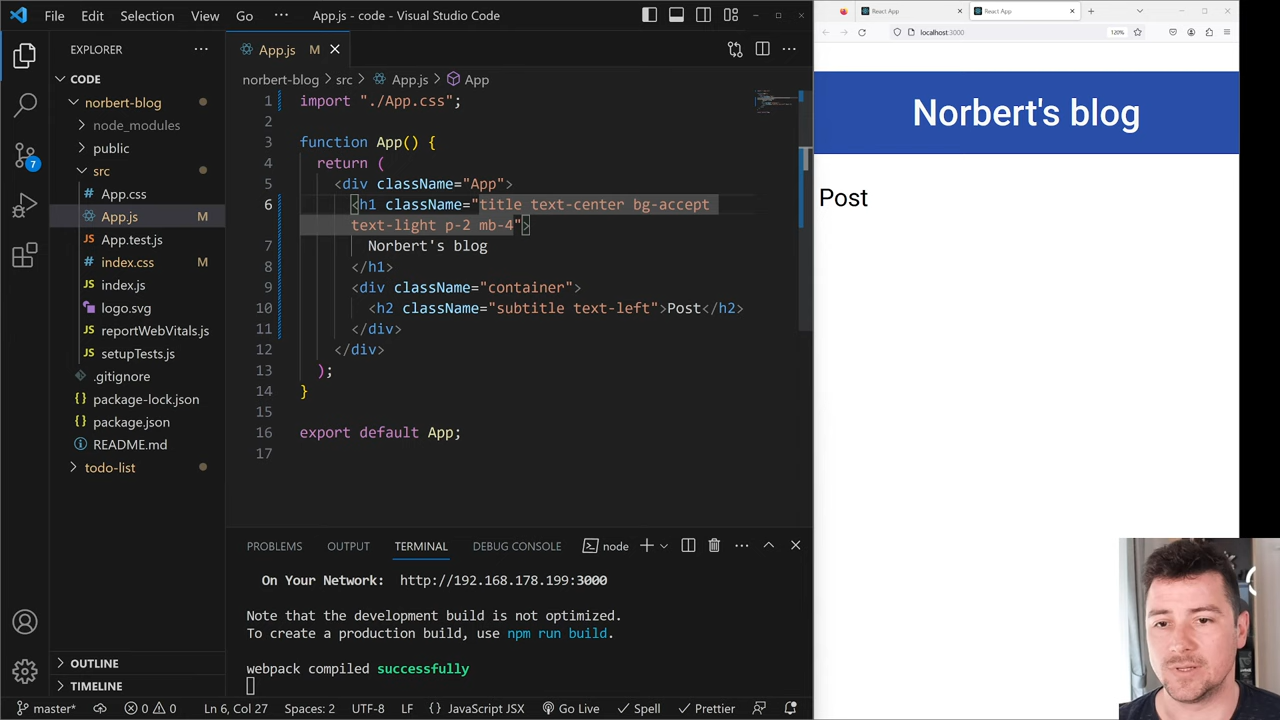 File Edit Selection View Go ··· App.js - code - Visual Studio Code
EXPLORER ···
CODE
norbert-blog
node_modules
public
src
App.css
App.js M
App.test.js
index.css M
index.js
logo.svg
reportWebVitals.js
setupTests.js
.gitignore
package-lock.json
package.json
README.md
todo-list
OUTLINE
TIMELINE
7
App.js M
norbert-blog > src > App.js > App
1 import "./App.css";
2
3 function App() {
4 return (
5 <div className="App">
6 <h1 className="title text-center bg-accept
text-light p-2 mb-4">
7 Norbert's blog
8 </h1>
9 <div className="container">
10 <h2 className="subtitle text-left">Post</h2>
11 </div>
12 </div>
13 );
14 }
15
16 export default App;
17
PROBLEMS OUTPUT TERMINAL DEBUG CONSOLE node
On Your Network: http://192.168.178.199:3000
Note that the development build is not optimized.
To create a production build, use npm run build.
webpack compiled successfully
master* 0 0 Ln 6, Col 27 Spaces: 2 UTF-8 LF {} JavaScript JSX Go Live Spell Prettier
React App React App
localhost:3000 120%
Norbert's blog
Post